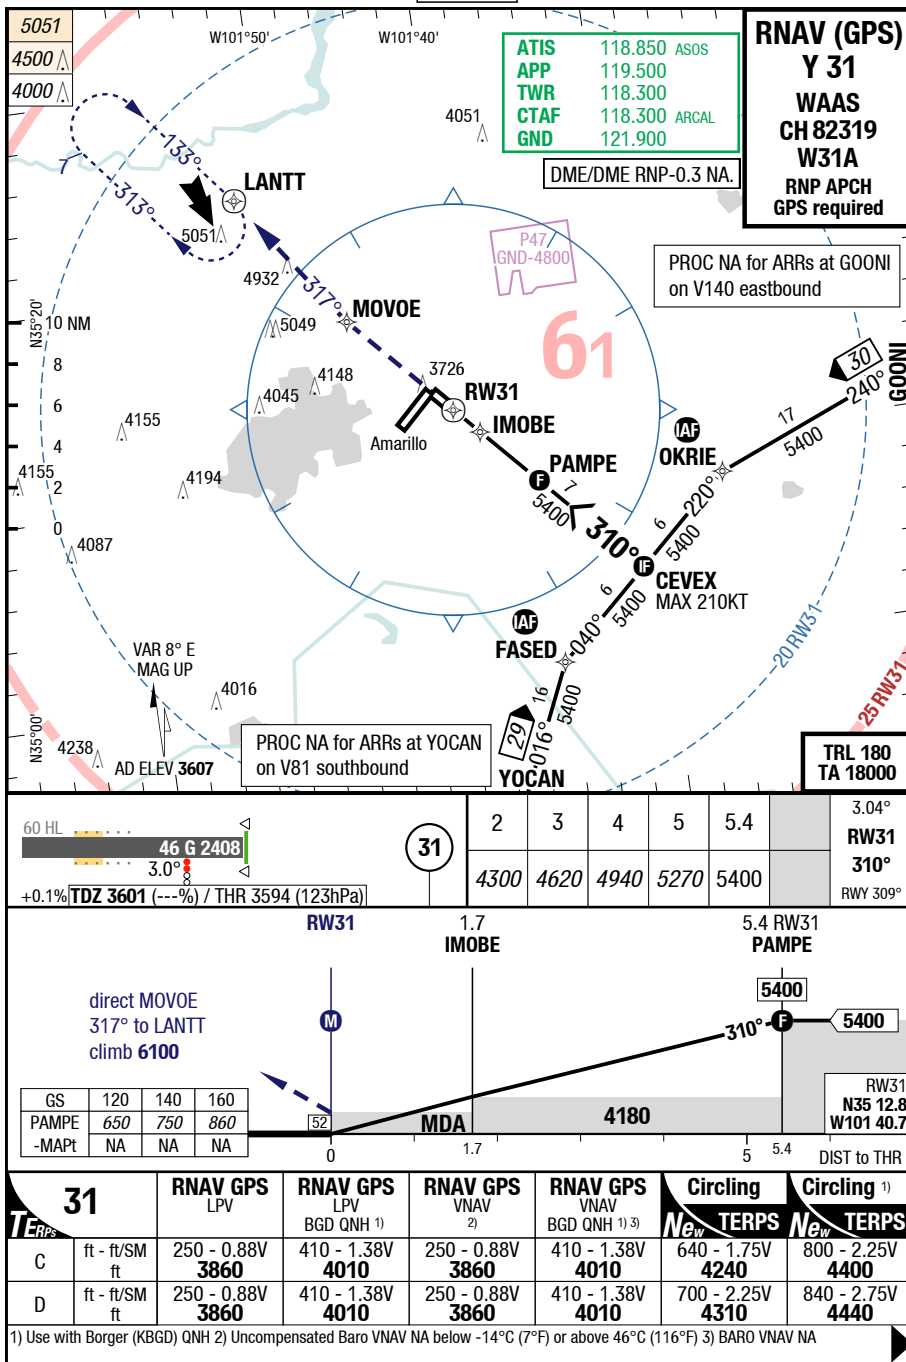 5051
4500
4000
W101°50'
W101°40'
ATIS 118.850 ASOS
APP 119.500
TWR 118.300
CTAF 118.300 ARCAL
GND 121.900
DME/DME RNP-0.3 NA.
RNAV (GPS)
Y 31
WAAS
CH 82319
W31A
RNP APCH
GPS required
4051
133°
7
313°
LANTT
5051
4932
317°
MOVOE
P47
GND-4800
PROC NA for ARRs at GOONI
on V140 eastbound
N35°20'
10 NM
8
6
4
2
0
5049
4148
4045
3726
61
RW31
IMOBE
Amarillo
4155
4155
4194
4087
PAMPE
F
7
5400
310°
IAF
OKRIE
30
240°
GOONI
17
5400
220°
6
5400
IF
CEVEX
MAX 210KT
6
5400
040°
IAF
FASED
16
5400
016°
29
YOCAN
20 RW31
25 RW31
VAR 8° E
MAG UP
4016
4238
N35°00'
AD ELEV 3607
PROC NA for ARRs at YOCAN
on V81 southbound
TRL 180
TA 18000
60 HL
46 G 2408
3.0°
+0.1% TDZ 3601 (---%) / THR 3594 (123hPa)
31
2 3 4 5 5.4
4300 4620 4940 5270 5400
3.04°
RW31
310°
RWY 309°
RW31
1.7
IMOBE
5.4 RW31
PAMPE
direct MOVOE
317° to LANTT
climb 6100
M
5400
310°
F
5400
GS 120 140 160
PAMPE 650 750 860
-MAPt NA NA NA
52
MDA
4180
RW31
N35 12.8
W101 40.7
0 1.7 5 5.4 DIST to THR
TERPs 31
RNAV GPS
LPV
RNAV GPS
LPV
BGD QNH 1)
RNAV GPS
VNAV
2)
RNAV GPS
VNAV
BGD QNH 1) 3)
Circling
New TERPS
Circling 1)
New TERPS
C ft - ft/SM 250 - 0.88V 410 - 1.38V 250 - 0.88V 410 - 1.38V 640 - 1.75V 800 - 2.25V
ft 3860 4010 3860 4010 4240 4400
D ft - ft/SM 250 - 0.88V 410 - 1.38V 250 - 0.88V 410 - 1.38V 700 - 2.25V 840 - 2.75V
ft 3860 4010 3860 4010 4310 4440
1) Use with Borger (KBGD) QNH 2) Uncompensated Baro VNAV NA below -14°C (7°F) or above 46°C (116°F) 3) BARO VNAV NA